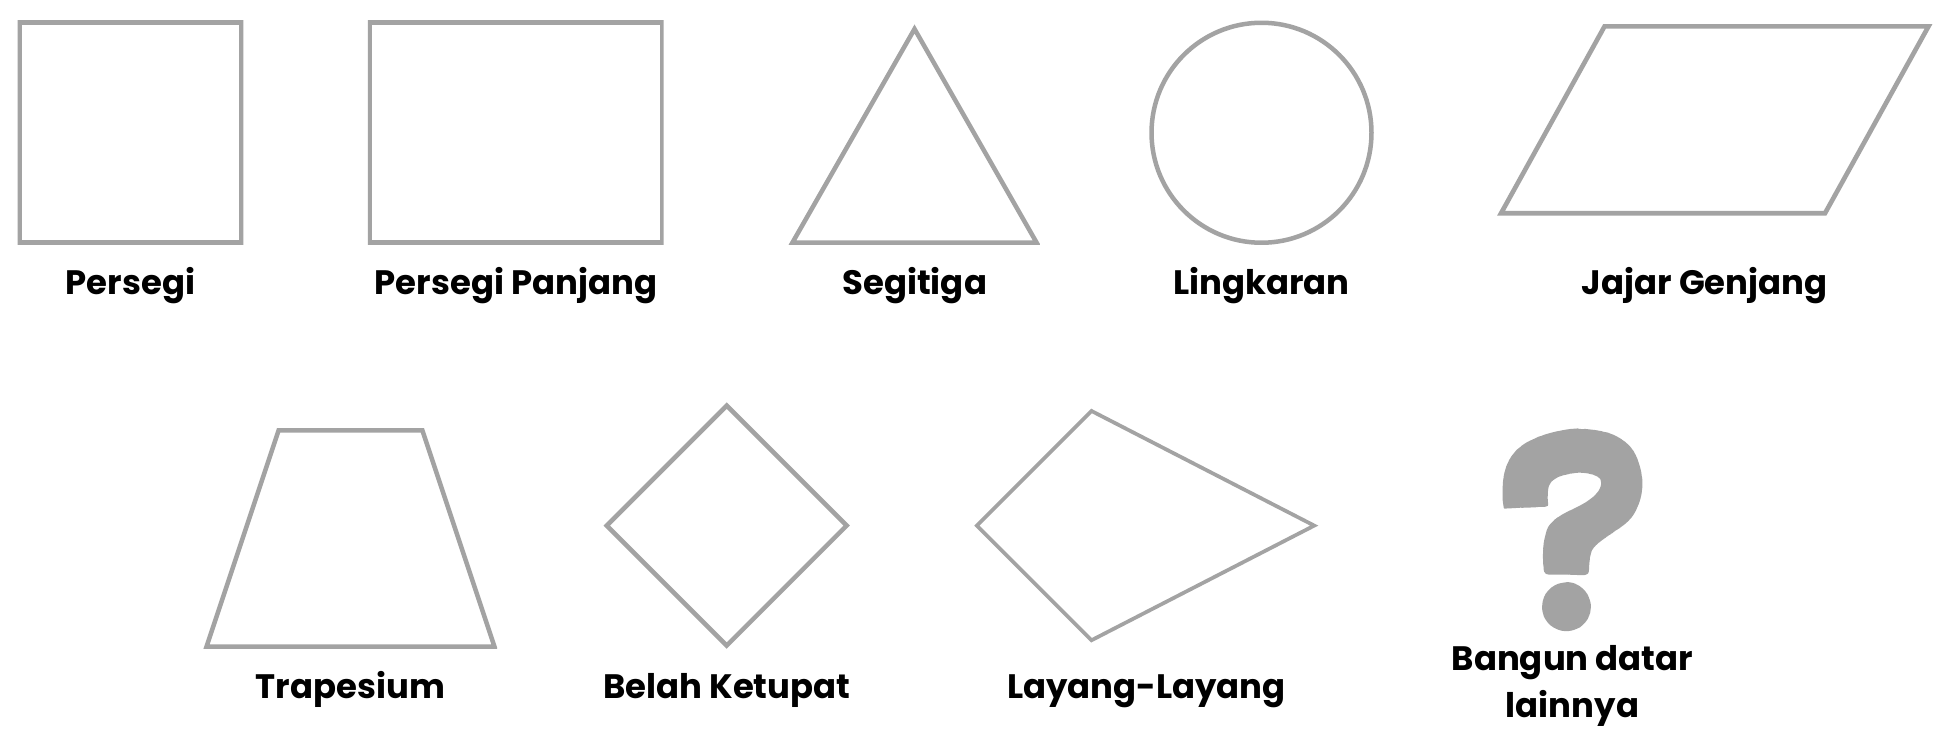 Persegi
Persegi Panjang
Segitiga
Lingkaran
Jajar Genjang
Trapesium
Belah Ketupat
Layang-Layang
?
Bangun datar
lainnya